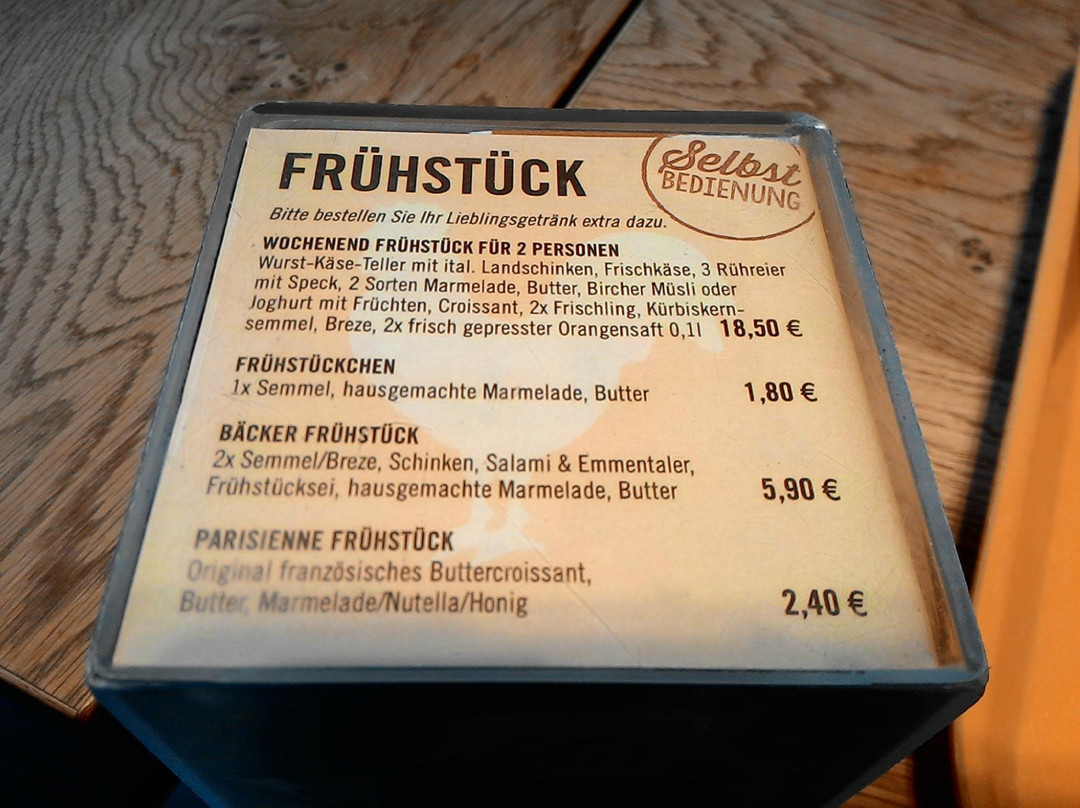 FRÜHSTÜCK
Selbst
BEDIENUNG
Bitte bestellen Sie Ihr Lieblingsgetränk extra dazu.
WOCHENEND FRÜHSTÜCK FÜR 2 PERSONEN
Wurst-Käse-Teller mit ital. Landschinken, Frischkäse, 3 Rühreier
mit Speck, 2 Sorten Marmelade, Butter, Bircher Müsli oder
Joghurt mit Früchten, Croissant, 2x Frischling, Kürbiskern-
semmel, Breze, 2x frisch gepresster Orangensaft 0,1l 18,50 €
FRÜHSTÜCKCHEN
1x Semmel, hausgemachte Marmelade, Butter 1,80 €
BÄCKER FRÜHSTÜCK
2x Semmel/Breze, Schinken, Salami & Emmentaler,
Frühstücksei, hausgemachte Marmelade, Butter 5,90 €
PARISIENNE FRÜHSTÜCK
Original französisches Buttercroissant,
Butter, Marmelade/Nutella/Honig 2,40 €